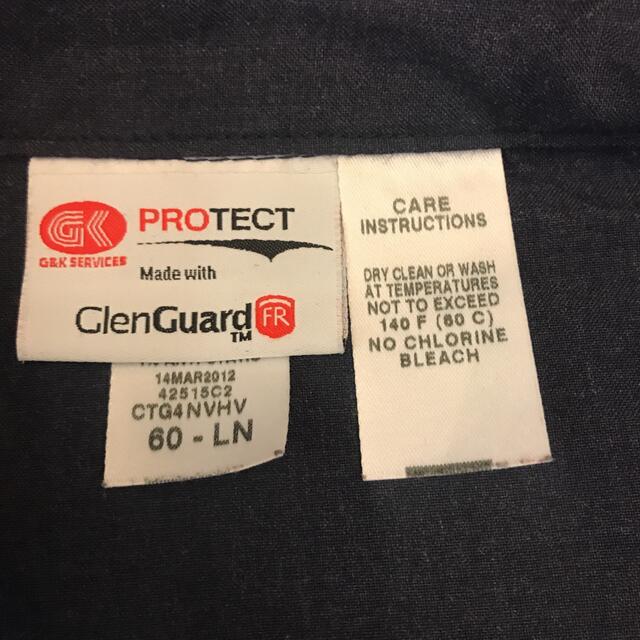 GK
G&K SERVICES
PROTECT
Made with
GlenGuard FR
TM
14MAR2012
42515C2
CTG4NVHV
60 - LN
CARE
INSTRUCTIONS
DRY CLEAN OR WASH
AT TEMPERATURES
NOT TO EXCEED
140 F (60 C)
NO CHLORINE
BLEACH